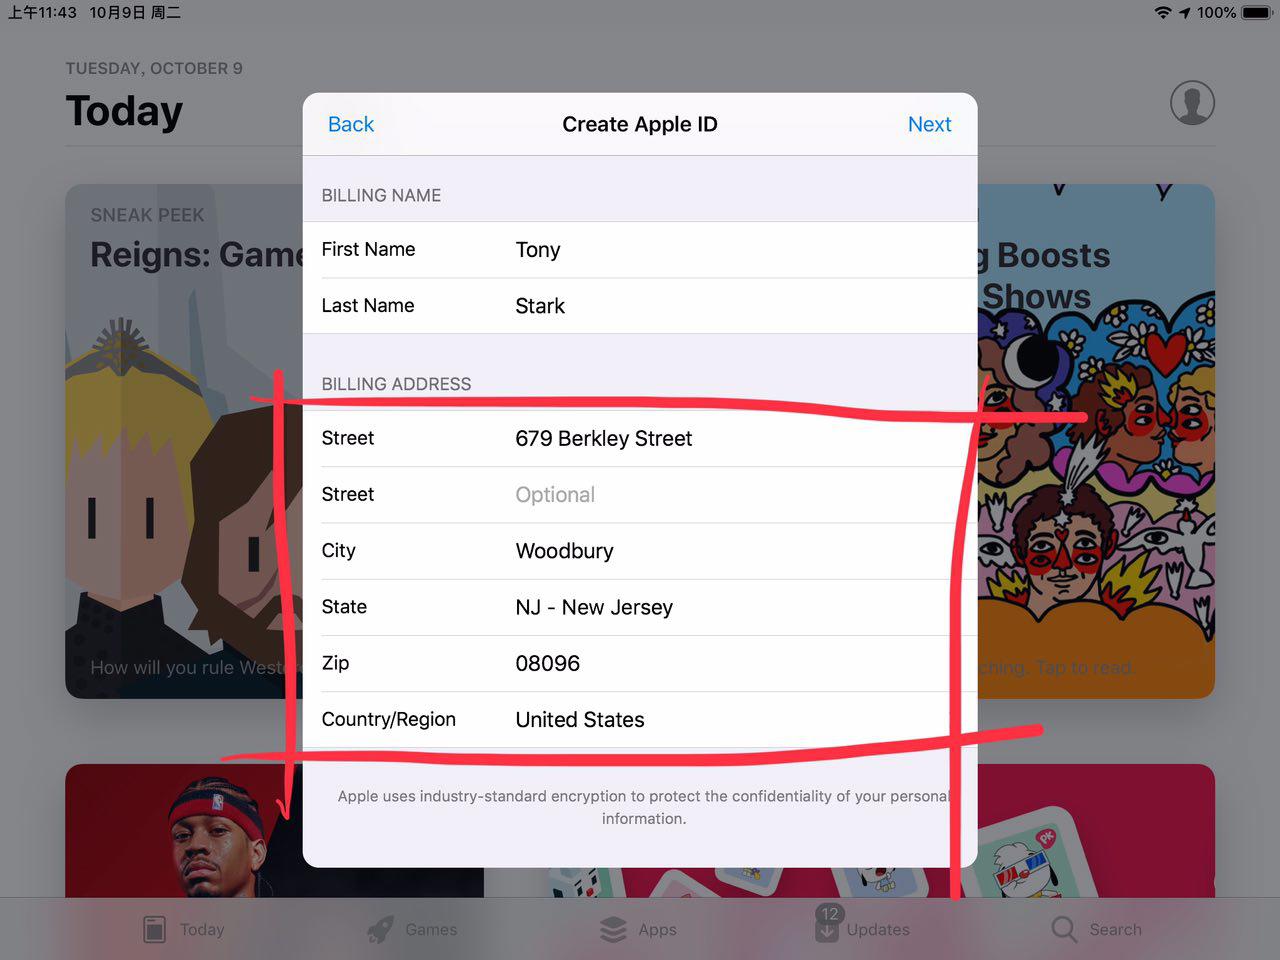 上午11:43 10月9日 周二
100%
TUESDAY, OCTOBER 9
Today
Back
Create Apple ID
Next
BILLING NAME
First Name Tony
Last Name Stark
BILLING ADDRESS
Street 679 Berkley Street
Street Optional
City Woodbury
State NJ - New Jersey
Zip 08096
Country/Region United States
Apple uses industry-standard encryption to protect the confidentiality of your personal
information.
SNEAK PEEK
Reigns: Game
How will you rule Westero
g Boosts
Shows
ching. Tap to read.
PK
Today
Games
Apps
12
Updates
Search